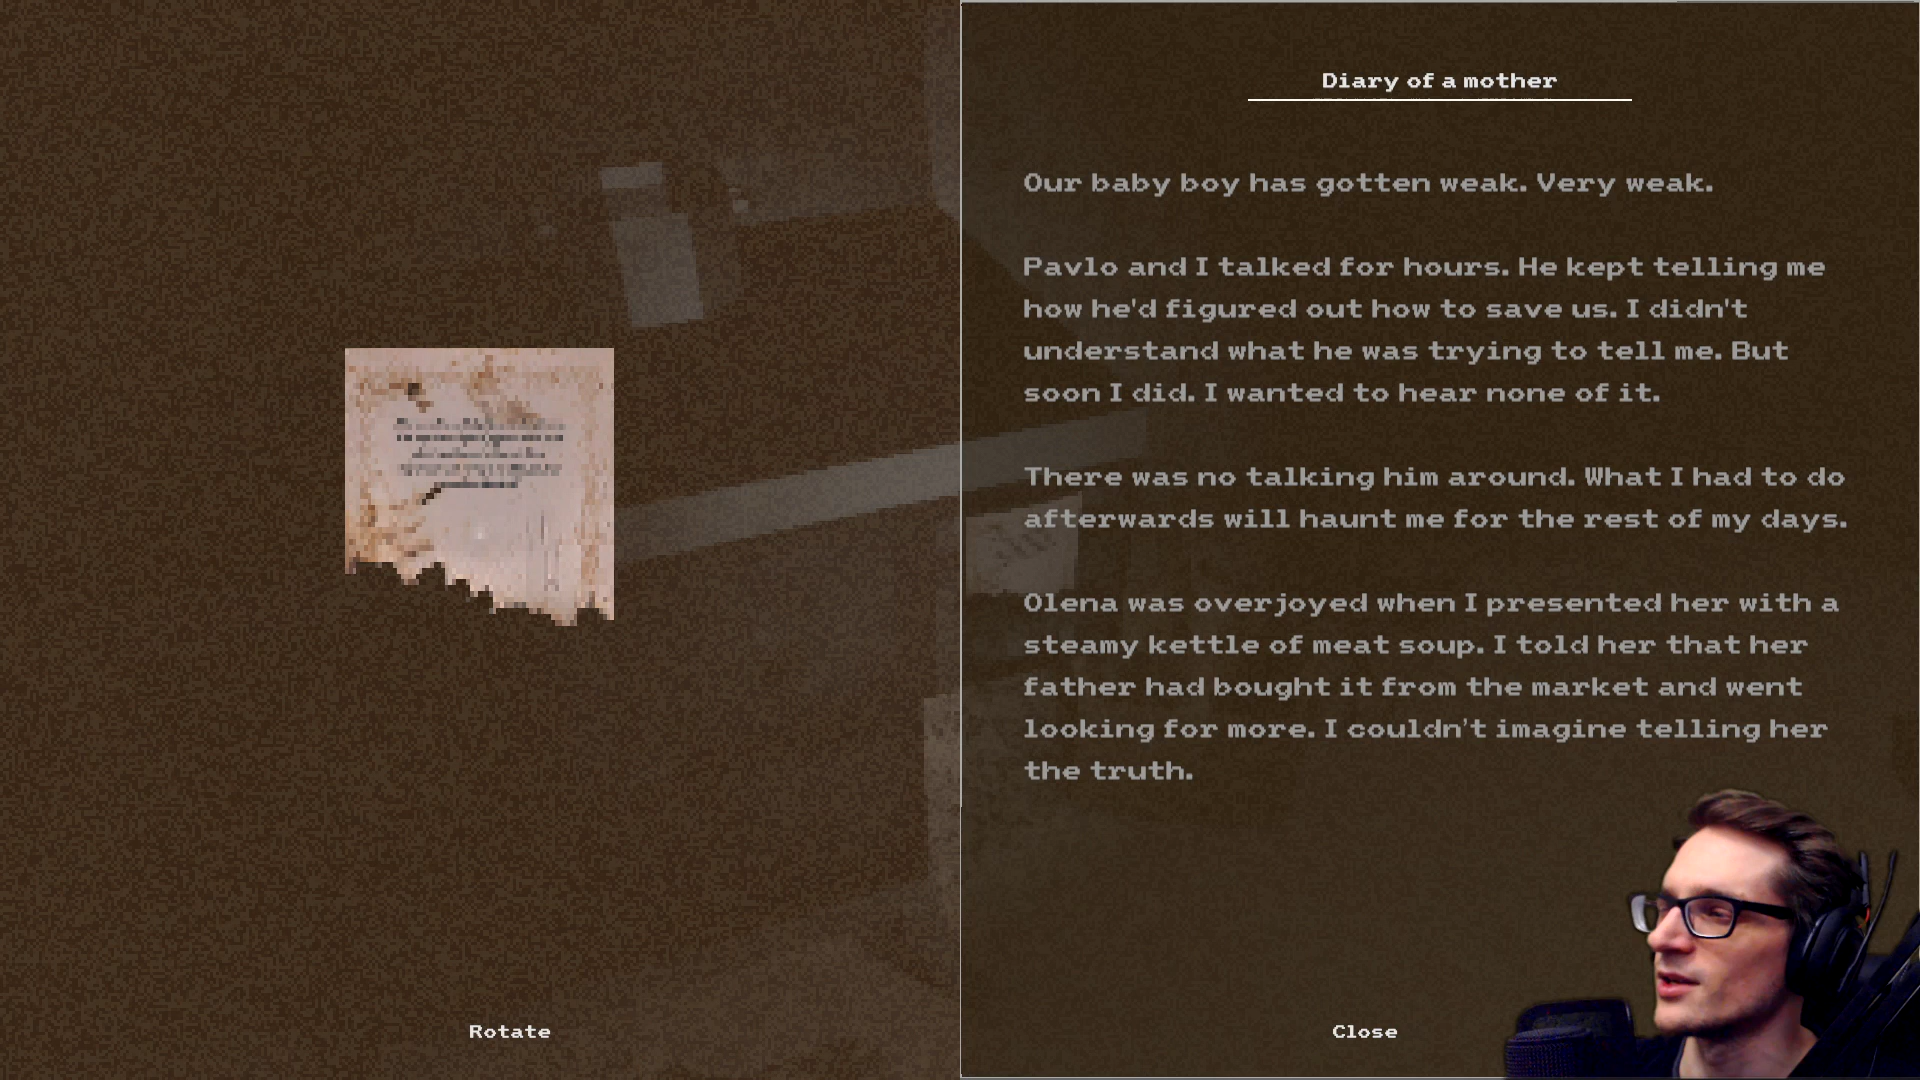 Diary of a mother
Our baby boy has gotten weak. Very weak.
Pavlo and I talked for hours. He kept telling me
how he'd figured out how to save us. I didn't
understand what he was trying to tell me. But
soon I did. I wanted to hear none of it.
There was no talking him around. What I had to do
afterwards will haunt me for the rest of my days.
Olena was overjoyed when I presented her with a
steamy kettle of meat soup. I told her that her
father had bought it from the market and went
looking for more. I couldn't imagine telling her
the truth.
Rotate
Close